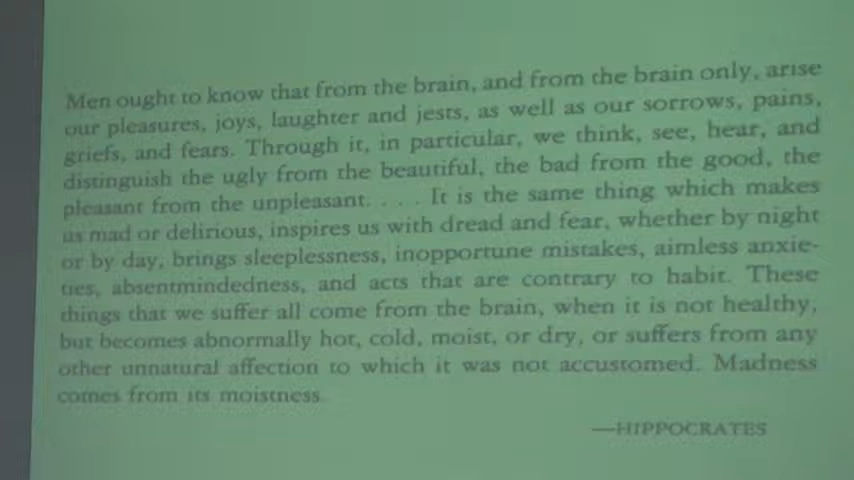 Men ought to know that from the brain, and from the brain only, arise
our pleasures, joys, laughter and jests, as well as our sorrows, pains,
griefs, and fears. Through it, in particular, we think, see, hear, and
distinguish the ugly from the beautiful, the bad from the good, the
pleasant from the unpleasant. . . . It is the same thing which makes
us mad or delirious, inspires us with dread and fear, whether by night
or by day, brings sleeplessness, inopportune mistakes, aimless anxie-
ties, absentmindedness, and acts that are contrary to habit. These
things that we suffer all come from the brain, when it is not healthy,
but becomes abnormally hot, cold, moist, or dry, or suffers from any
other unnatural affection to which it was not accustomed. Madness
comes from its moistness.
—HIPPOCRATES